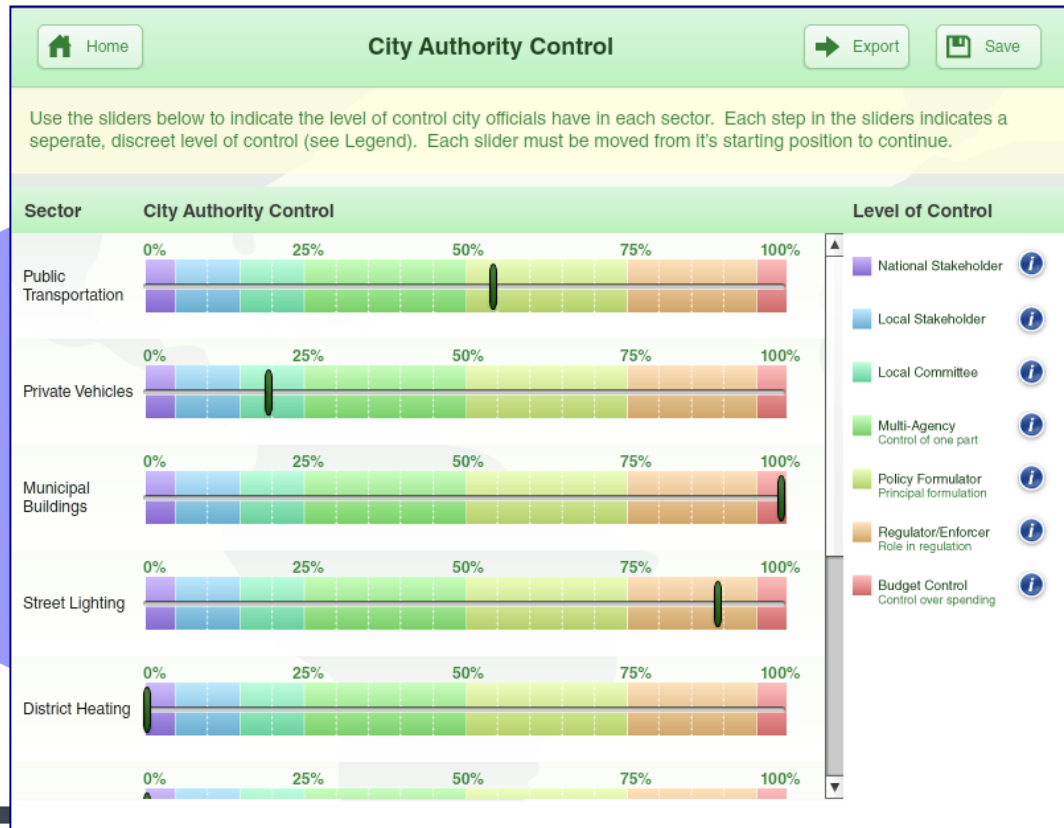 Home
City Authority Control
Export
Save
Use the sliders below to indicate the level of control city officials have in each sector. Each step in the sliders indicates a
seperate, discreet level of control (see Legend). Each slider must be moved from it's starting position to continue.
Sector
City Authority Control
Level of Control
0% 25% 50% 75% 100%
Public
Transportation
0% 25% 50% 75% 100%
Private Vehicles
0% 25% 50% 75% 100%
Municipal
Buildings
0% 25% 50% 75% 100%
Street Lighting
0% 25% 50% 75% 100%
District Heating
0% 25% 50% 75% 100%
National Stakeholder i
Local Stakeholder i
Local Committee i
Multi-Agency i
Control of one part
Policy Formulator i
Principal formulation
Regulator/Enforcer i
Role in regulation
Budget Control i
Control over spending